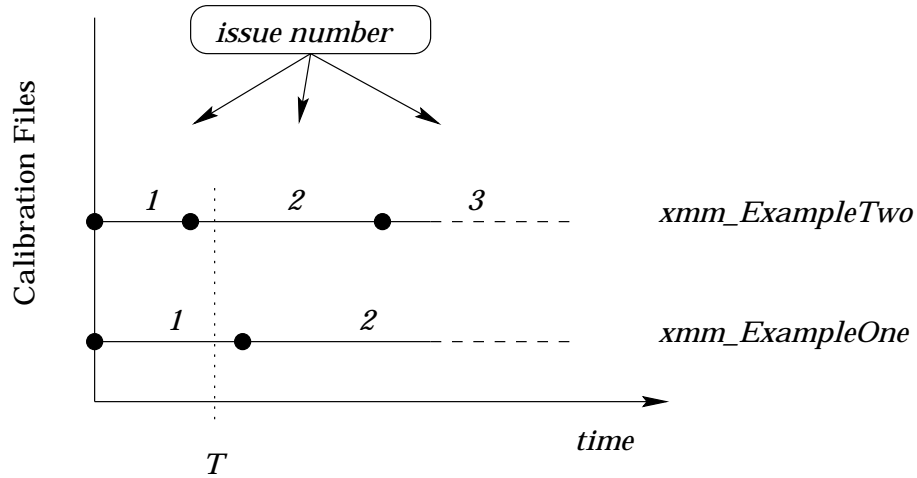 issue number
Calibration Files
1 2 3 xmm_ExampleTwo
1 2 xmm_ExampleOne
time
T